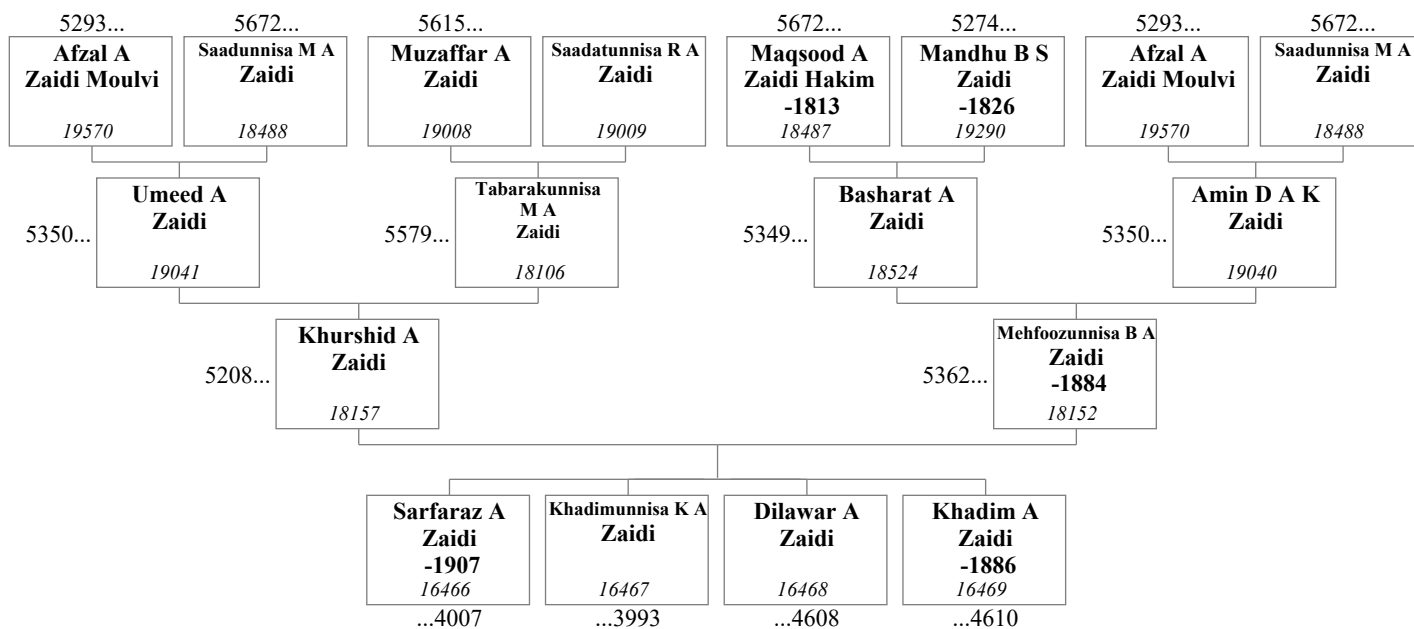 5293...
5672...
5615...
5672...
5274...
5293...
5672...
Afzal A
Zaidi Moulvi
19570
Saadunnisa M A
Zaidi
18488
Muzaffar A
Zaidi
19008
Saadatunnisa R A
Zaidi
19009
Maqsood A
Zaidi Hakim
-1813
18487
Mandhu B S
Zaidi
-1826
19290
Afzal A
Zaidi Moulvi
19570
Saadunnisa M A
Zaidi
18488
5350...
Umeed A
Zaidi
19041
5579...
Tabarakunnisa
M A
Zaidi
18106
5349...
Basharat A
Zaidi
18524
5350...
Amin D A K
Zaidi
19040
5208...
Khurshid A
Zaidi
18157
5362...
Mehfoozunnisa B A
Zaidi
-1884
18152
Sarfaraz A
Zaidi
-1907
16466
Khadimunnisa K A
Zaidi
16467
Dilawar A
Zaidi
16468
Khadim A
Zaidi
-1886
16469
...4007
...3993
...4608
...4610